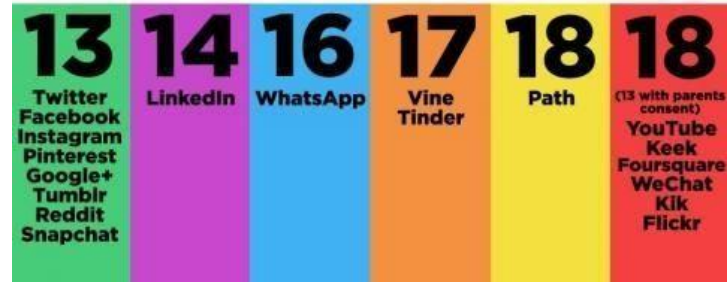 13
Twitter
Facebook
Instagram
Pinterest
Google+
Tumblr
Reddit
Snapchat
14
LinkedIn
16
WhatsApp
17
Vine
Tinder
18
Path
18
(13 with parents
consent)
YouTube
Keek
Foursquare
WeChat
Kik
Flickr